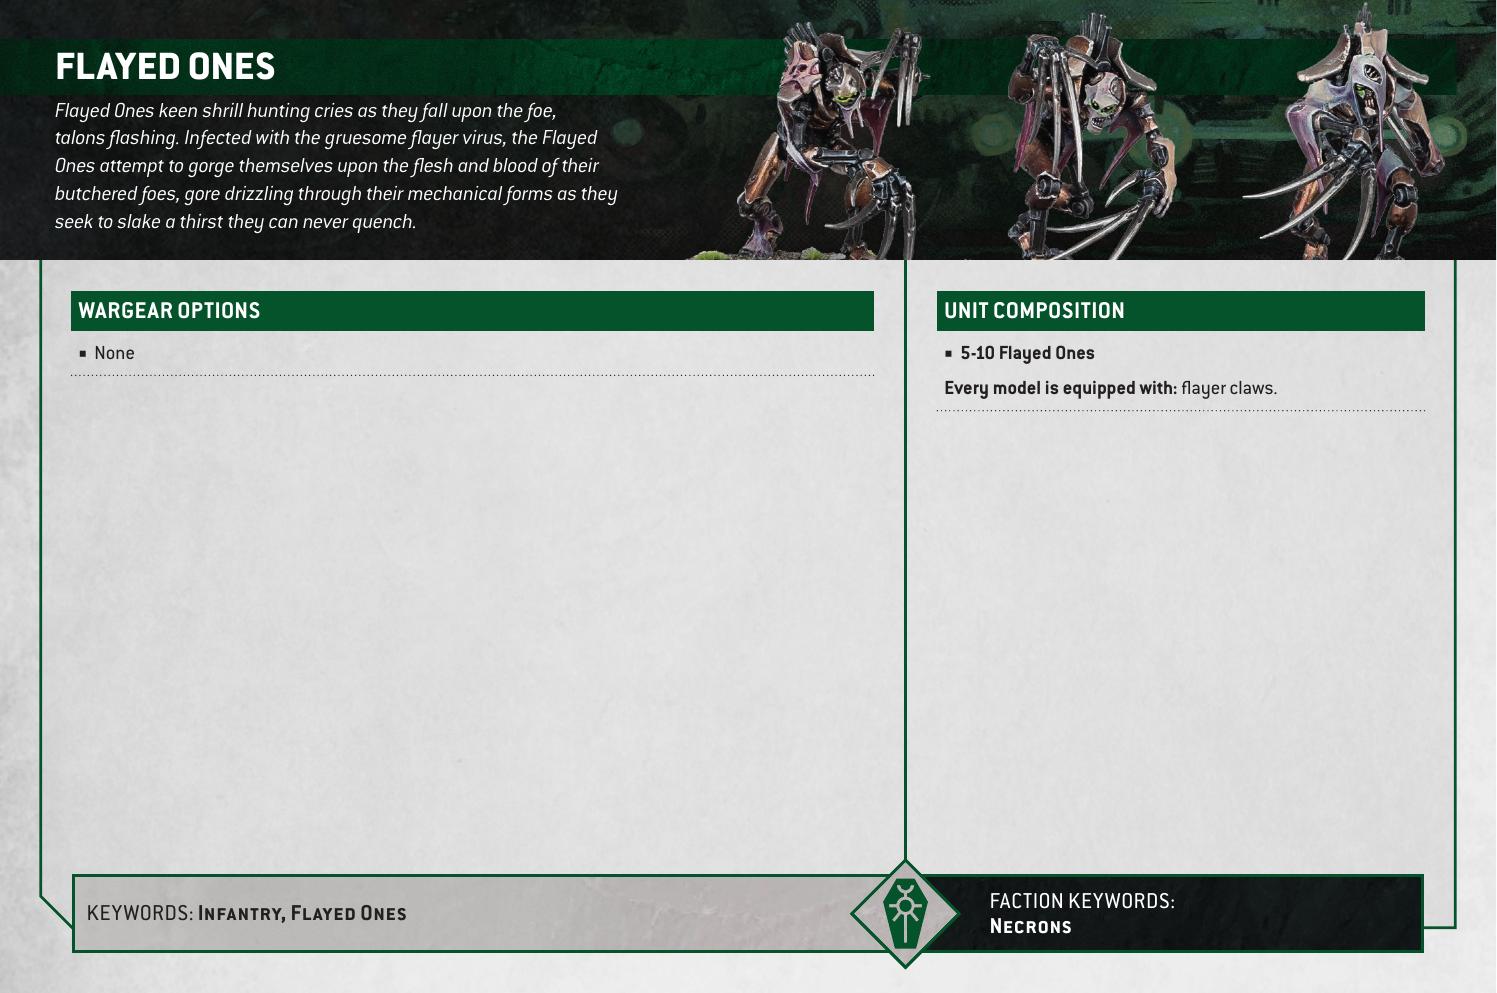 FLAYED ONES
Flayed Ones keen shrill hunting cries as they fall upon the foe,
talons flashing. Infected with the gruesome flayer virus, the Flayed
Ones attempt to gorge themselves upon the flesh and blood of their
butchered foes, gore drizzling through their mechanical forms as they
seek to slake a thirst they can never quench.
WARGEAR OPTIONS
■ None
UNIT COMPOSITION
■ 5-10 Flayed Ones
Every model is equipped with: flayer claws.
KEYWORDS: Infantry, Flayed Ones
FACTION KEYWORDS:
Necrons